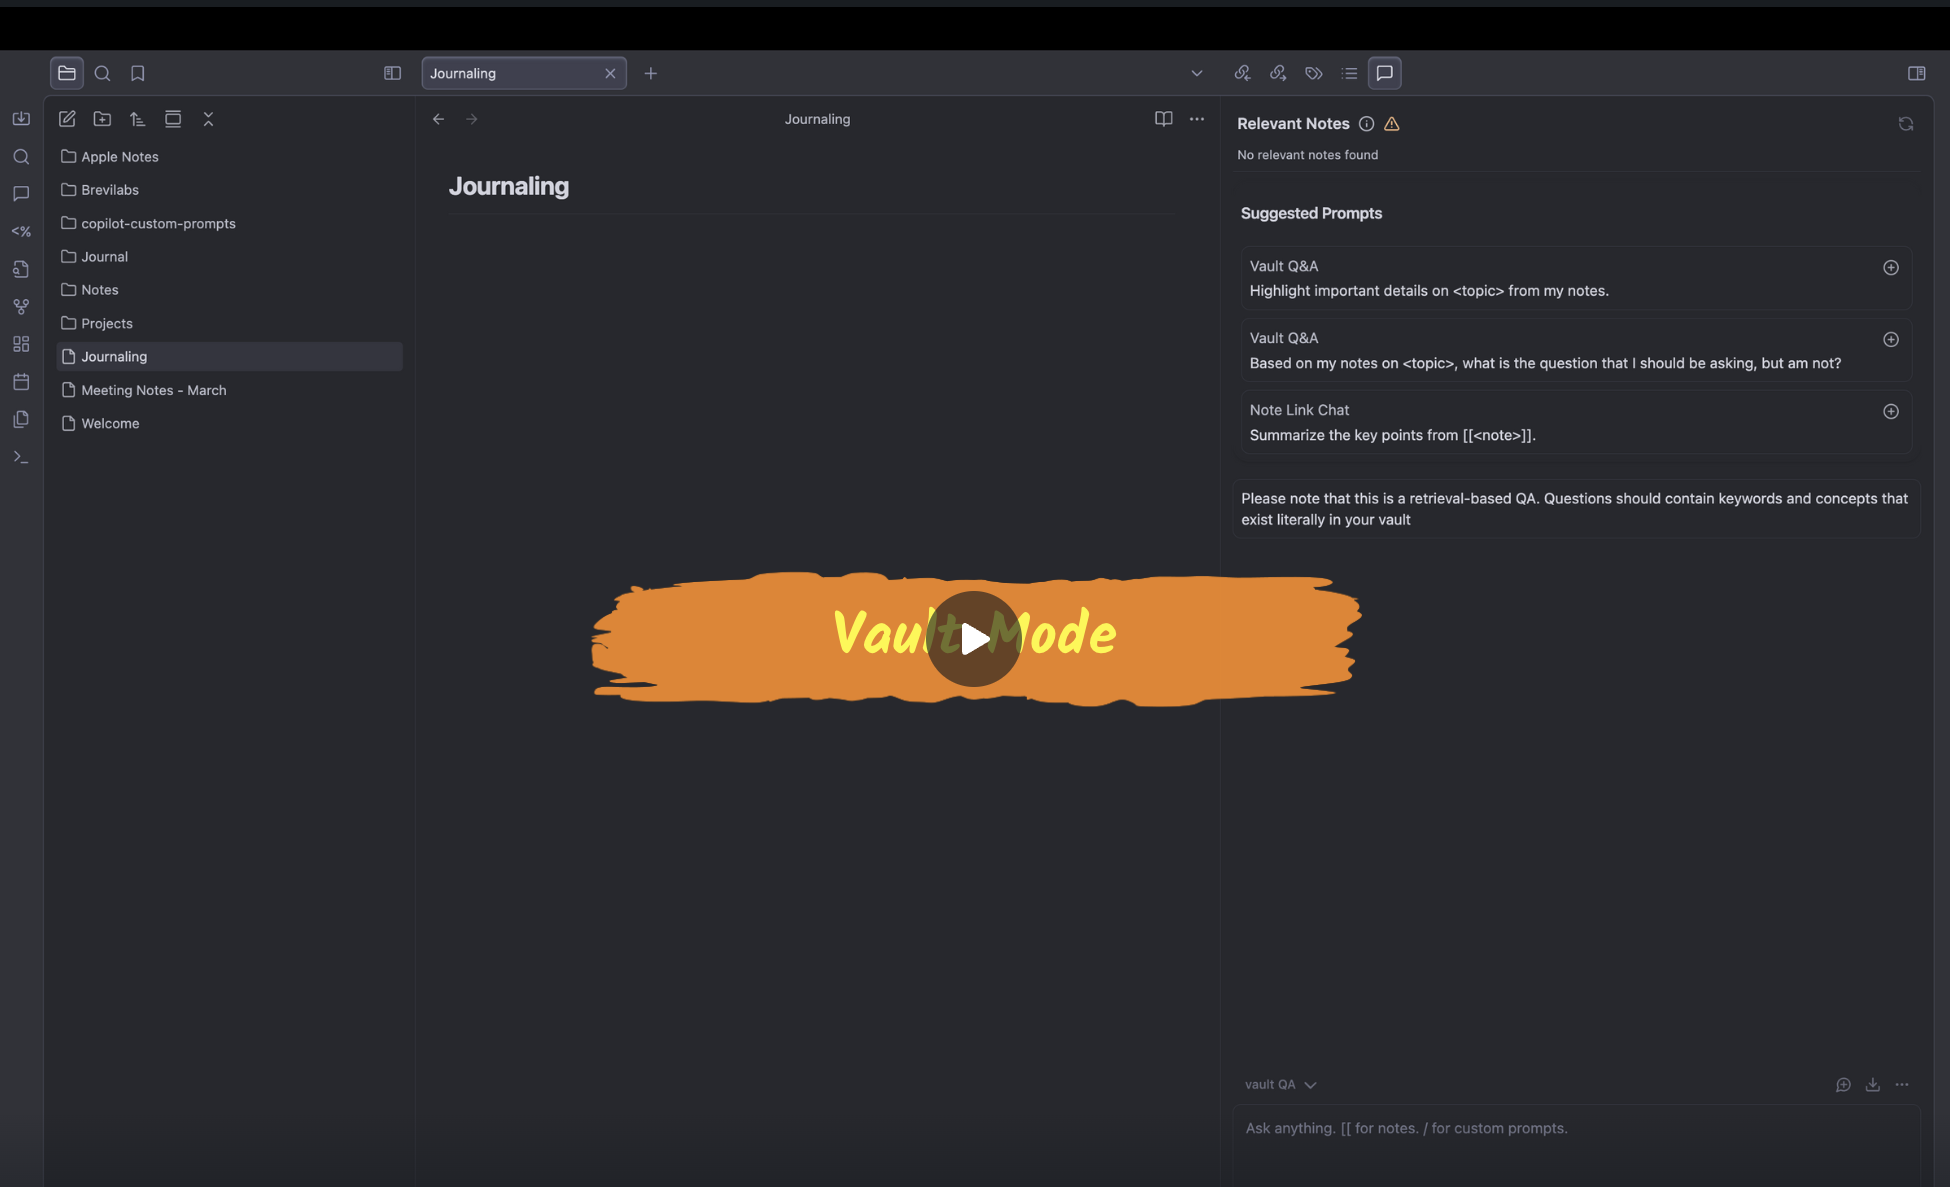 Journaling
Journaling
Apple Notes
Brevilabs
copilot-custom-prompts
Journal
Notes
Projects
Journaling
Meeting Notes - March
Welcome
<%
Journaling
Relevant Notes
No relevant notes found
Suggested Prompts
Vault Q&A
Highlight important details on <topic> from my notes.
Vault Q&A
Based on my notes on <topic>, what is the question that I should be asking, but am not?
Note Link Chat
Summarize the key points from [[<note>]].
Please note that this is a retrieval-based QA. Questions should contain keywords and concepts that
exist literally in your vault
Vault Mode
vault QA
Ask anything. [[ for notes. / for custom prompts.